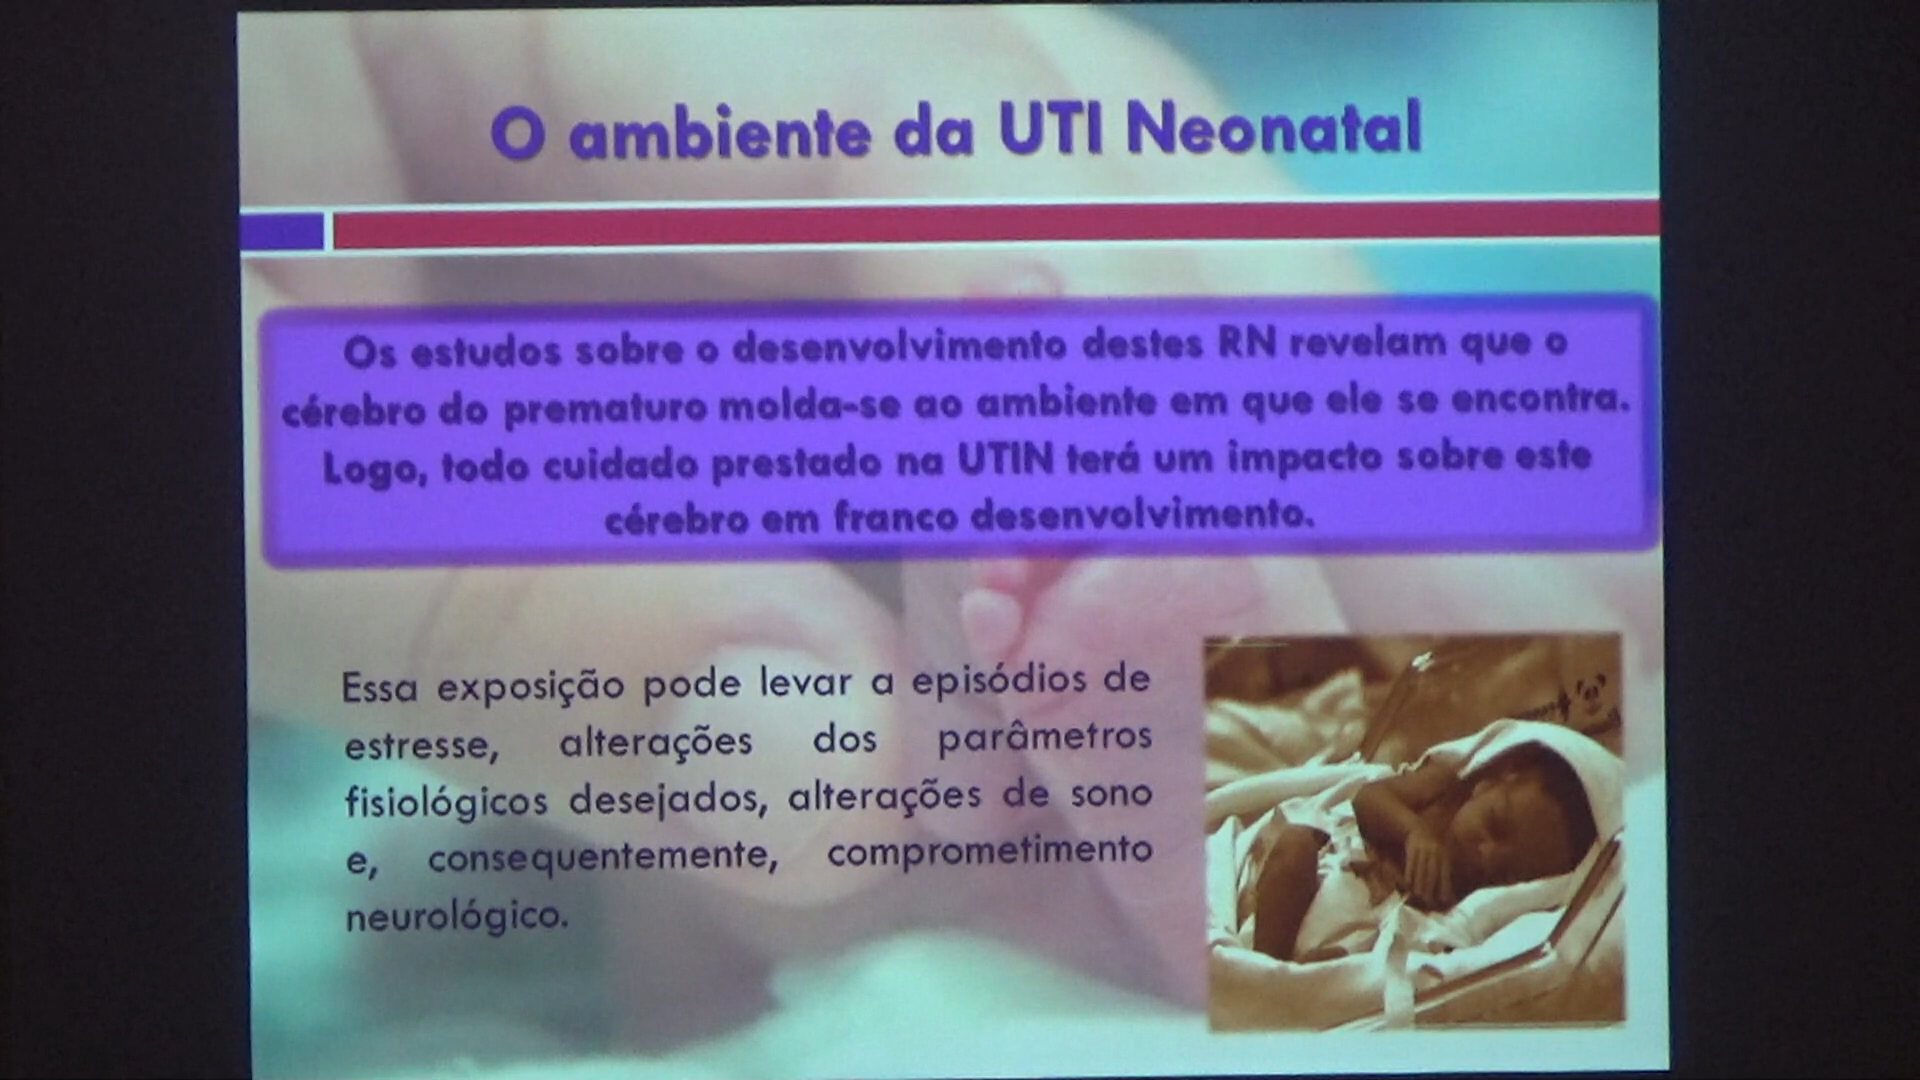 O ambiente da UTI Neonatal
Os estudos sobre o desenvolvimento destes RN revelam que o
cérebro do prematuro molda-se ao ambiente em que ele se encontra.
Logo, todo cuidado prestado na UTIN terá um impacto sobre este
cérebro em franco desenvolvimento.
Essa exposição pode levar a episódios de
estresse, alterações dos parâmetros
fisiológicos desejados, alterações de sono
e, consequentemente, comprometimento
neurológico.